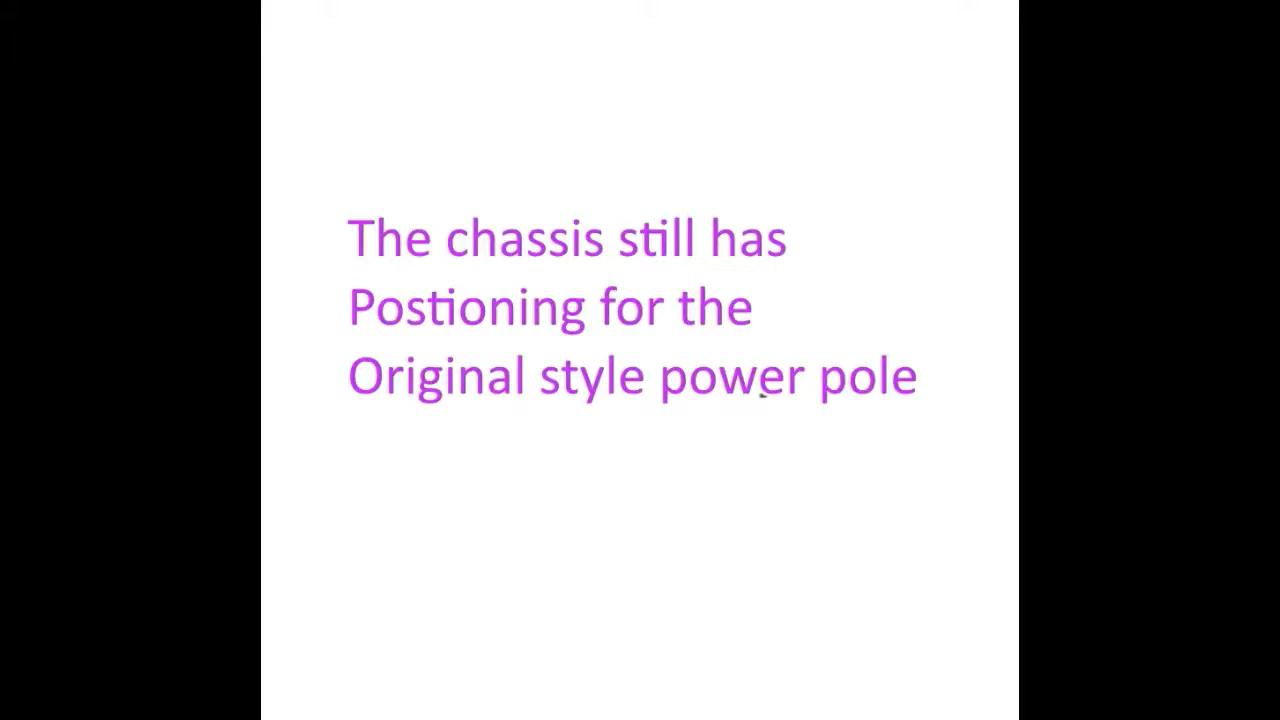 The chassis still has
Postioning for the
Original style power pole